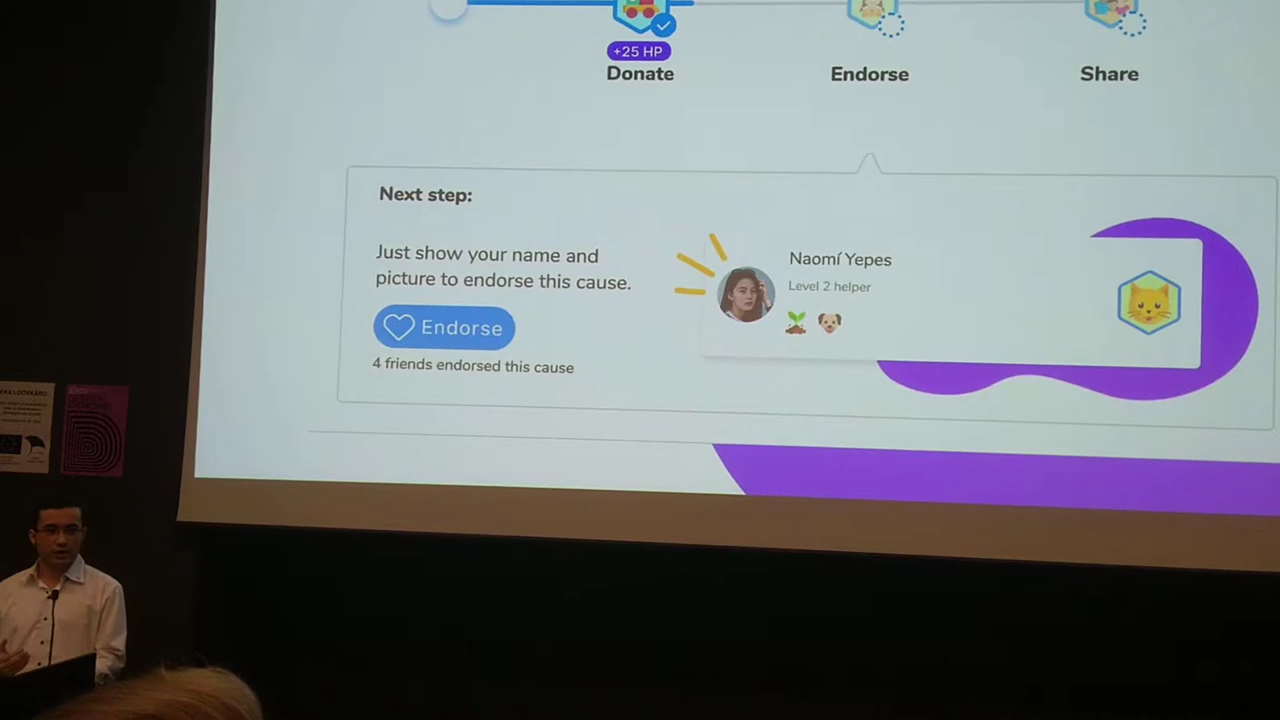 +25 HP
Donate
Endorse
Share
Next step:
Just show your name and
picture to endorse this cause.
Endorse
4 friends endorsed this cause
Naomí Yepes
Level 2 helper